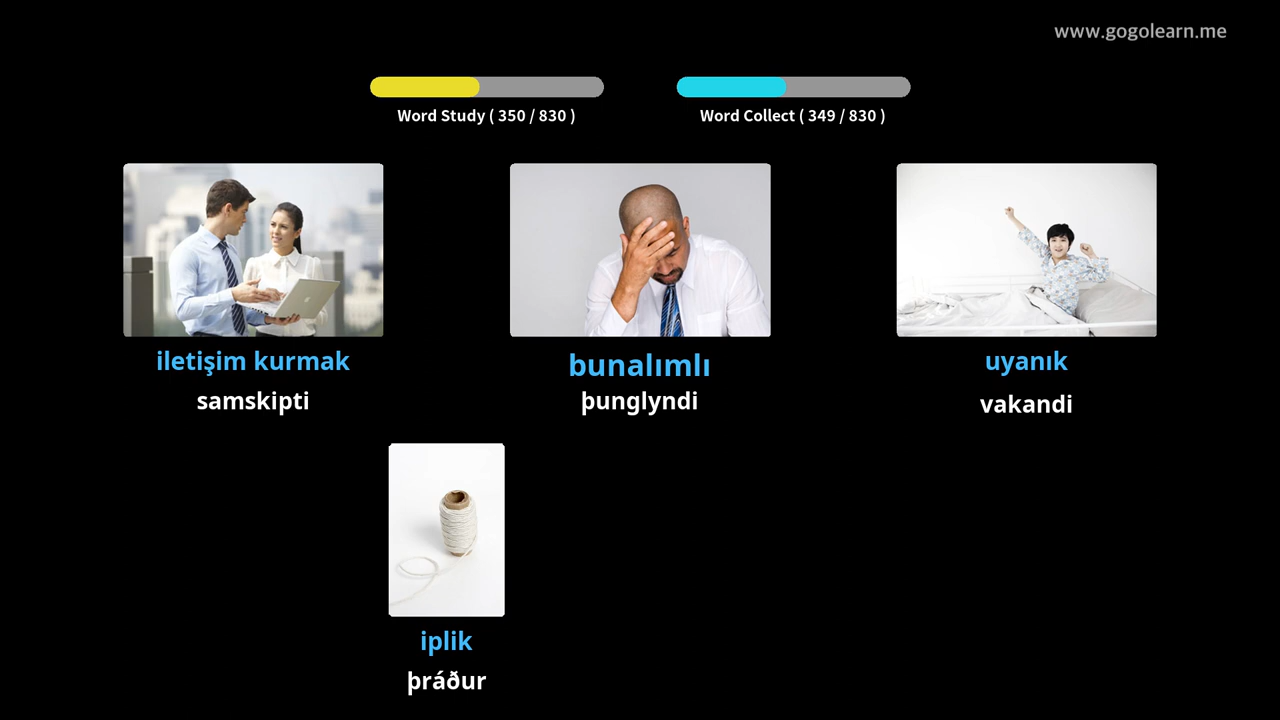 www.gogolearn.me
Word Study ( 350 / 830 )
Word Collect ( 349 / 830 )
iletişim kurmak
samskipti
bunalımlı
þunglyndi
uyanık
vakandi
iplik
þráður